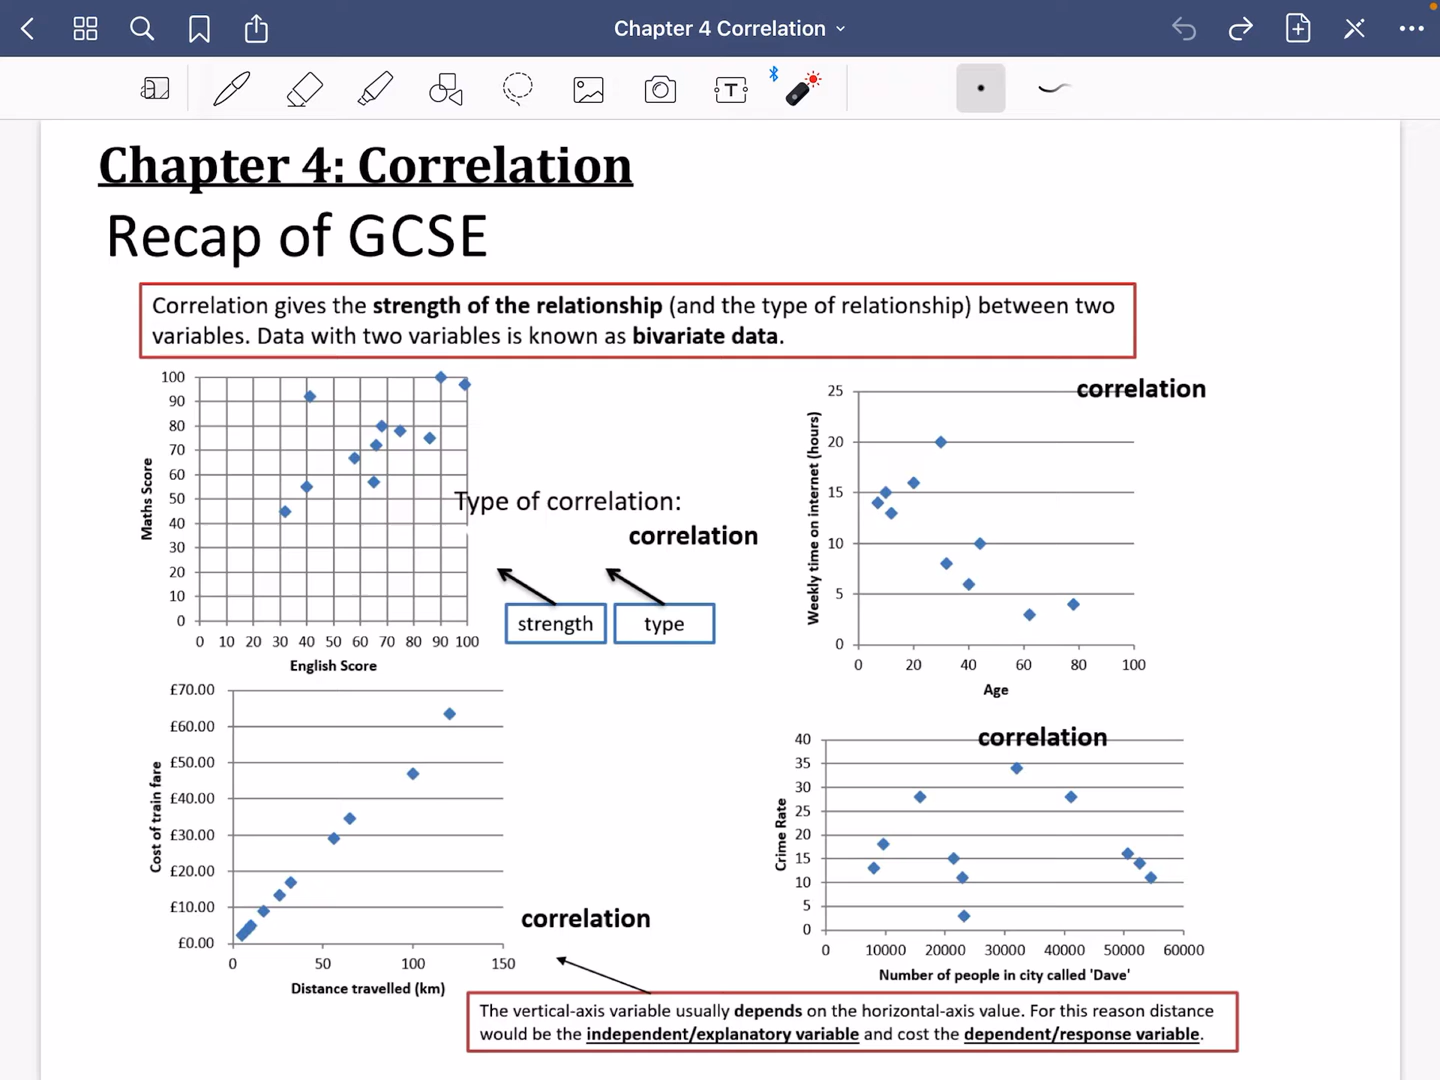 Chapter 4 Correlation
T
Chapter 4: Correlation
Recap of GCSE
Correlation gives the strength of the relationship (and the type of relationship) between two
variables. Data with two variables is known as bivariate data.
100
90
80
70
60
50
40
30
20
10
0
Maths Score
0 10 20 30 40 50 60 70 80 90 100
English Score
Type of correlation:
correlation
strength
type
correlation
25
20
15
10
5
0
Weekly time on internet (hours)
0 20 40 60 80 100
Age
£70.00
£60.00
£50.00
£40.00
£30.00
£20.00
£10.00
£0.00
Cost of train fare
0 50 100 150
Distance travelled (km)
correlation
correlation
40
35
30
25
20
15
10
5
0
Crime Rate
0 10000 20000 30000 40000 50000 60000
Number of people in city called 'Dave'
The vertical-axis variable usually depends on the horizontal-axis value. For this reason distance
would be the independent/explanatory variable and cost the dependent/response variable.